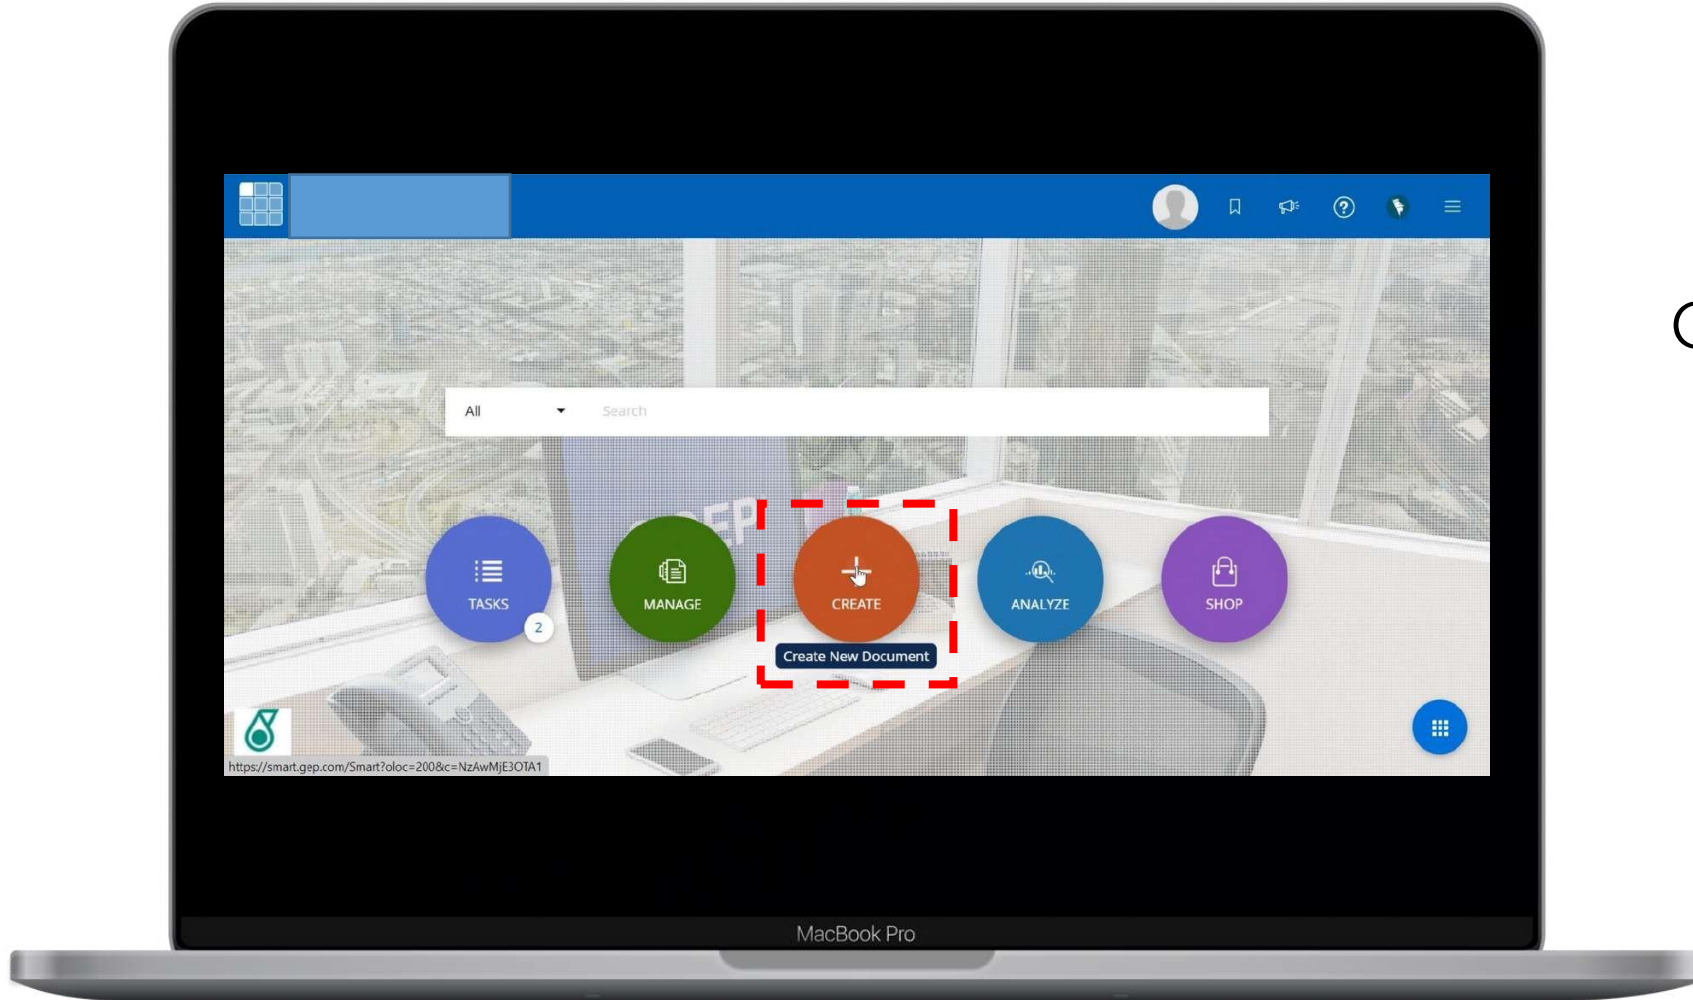 All
Search
GEP
TASKS
2
MANAGE
CREATE
ANALYZE
SHOP
Create New Document
https://smart.gep.com/Smart?oloc=200&c=NzAwMjE3OTA1
MacBook Pro